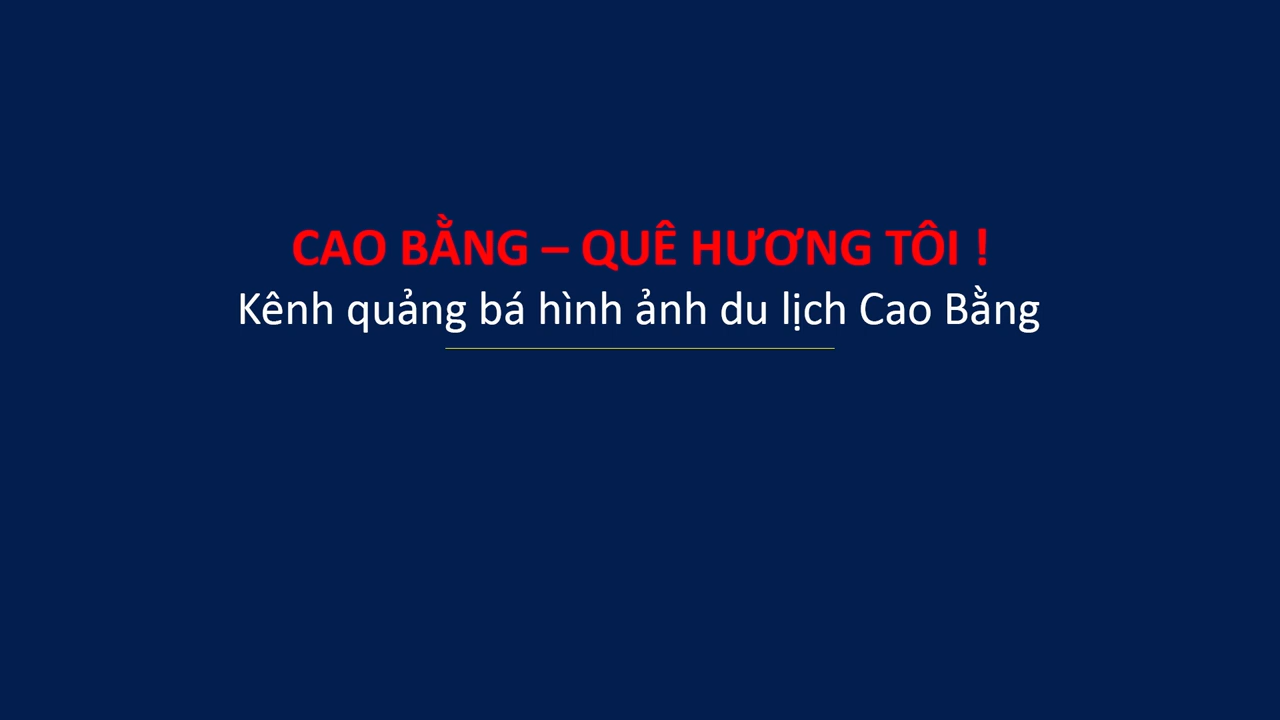 CAO BẰNG – QUÊ HƯƠNG TÔI !
Kênh quảng bá hình ảnh du lịch Cao Bằng